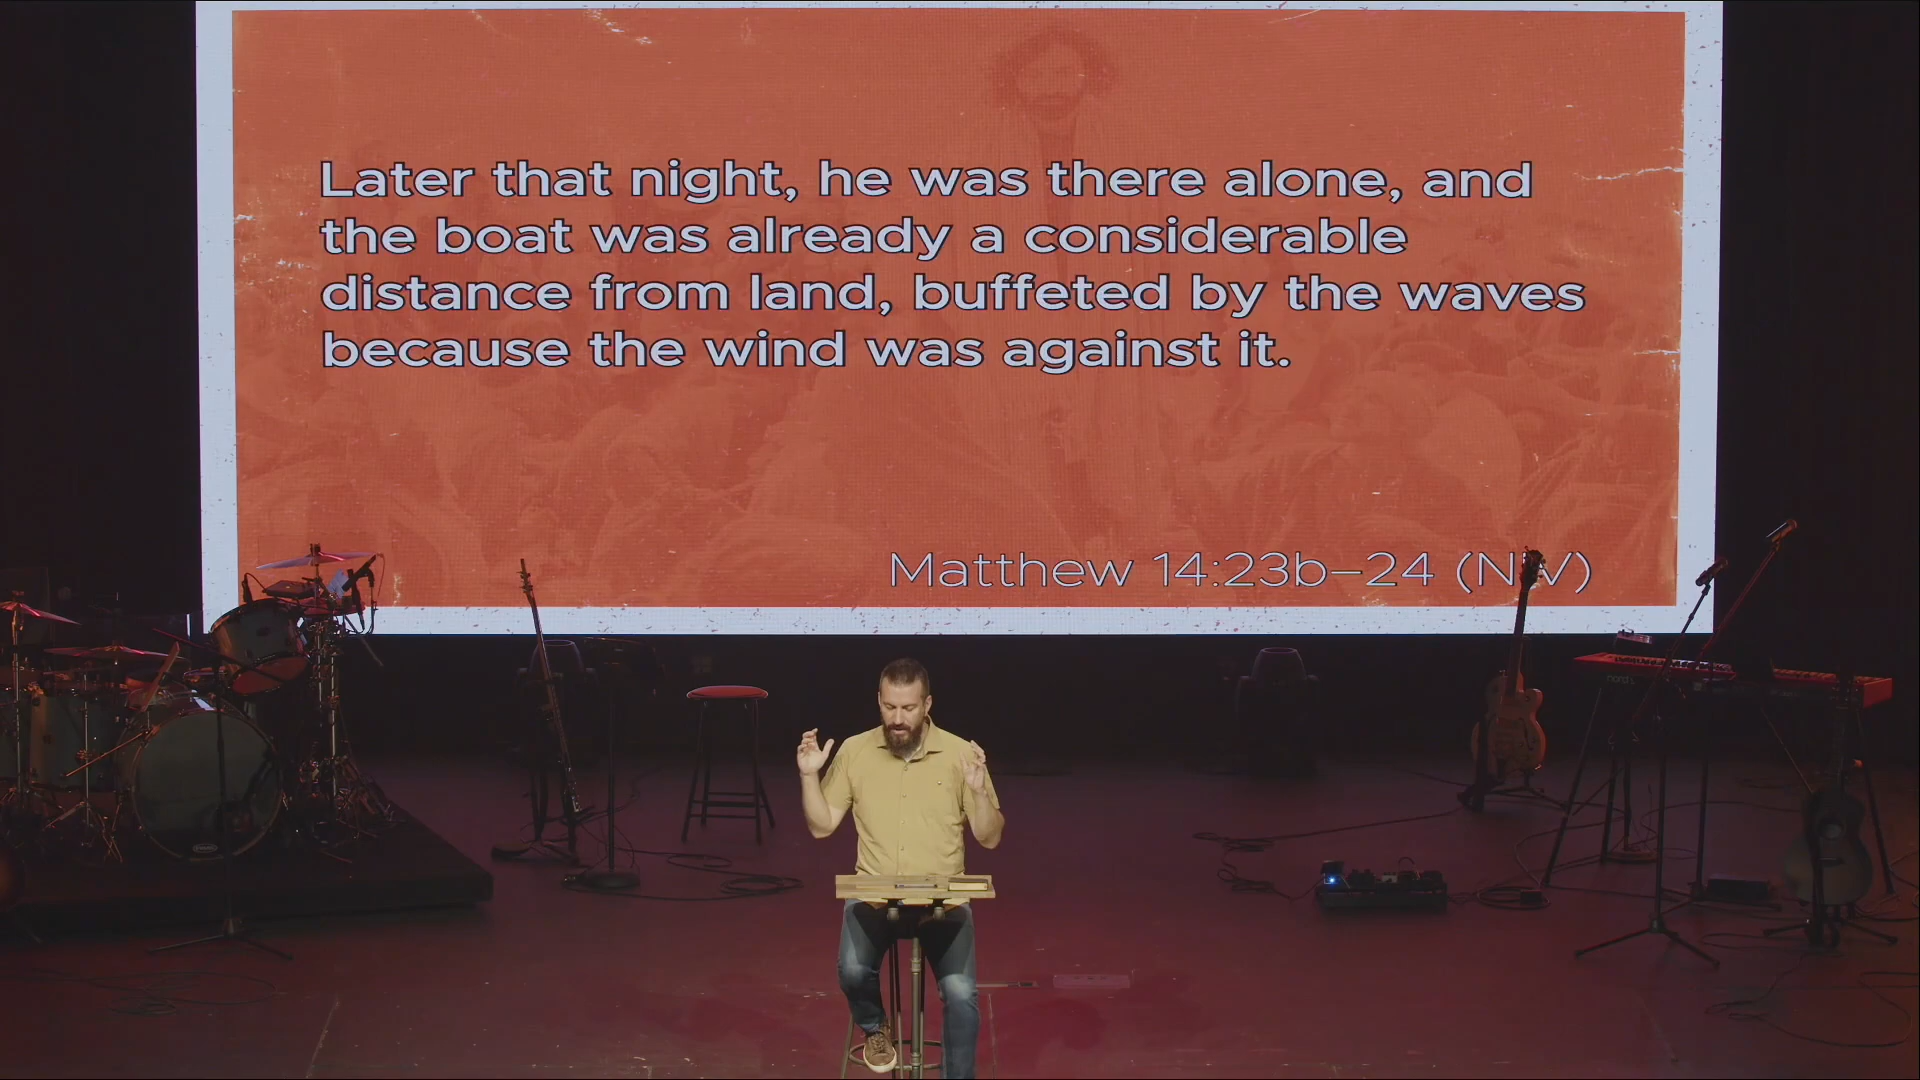 Later that night, he was there alone, and
the boat was already a considerable
distance from land, buffeted by the waves
because the wind was against it.
Matthew 14:23b–24 (NIV)